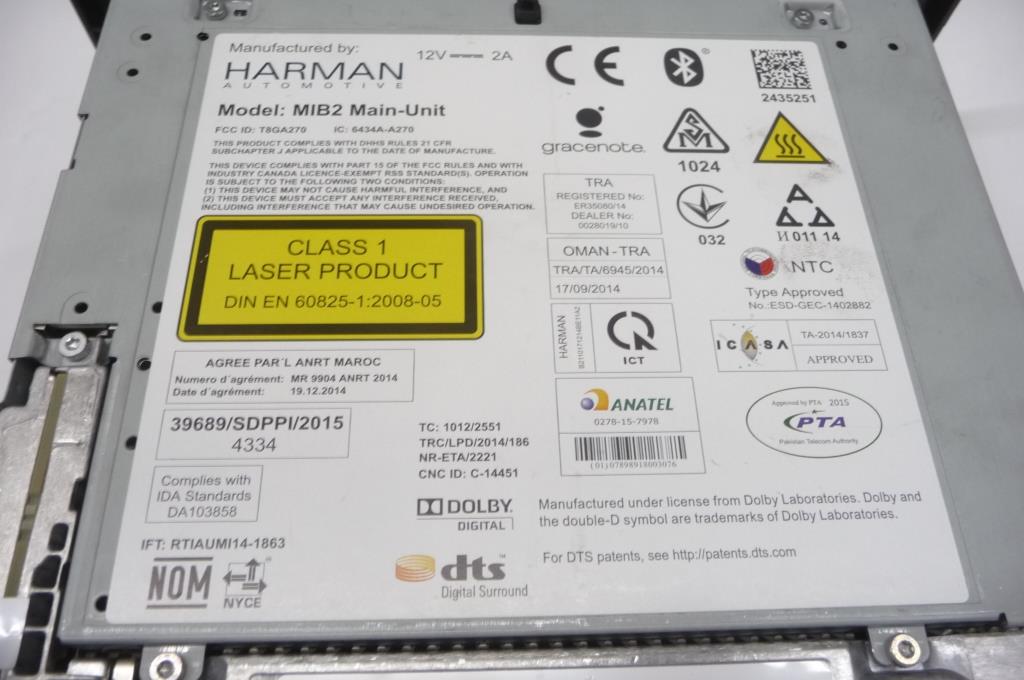 Manufactured by:
HARMAN
AUTOMOTIVE
12V 2A
Model: MIB2 Main-Unit
FCC ID: T8GA270 IC: 6434A-A270
THIS PRODUCT COMPLIES WITH DHHS RULES 21 CFR
SUBCHAPTER J APPLICABLE TO THE DATE OF MANUFACTURE.
THIS DEVICE COMPLIES WITH PART 15 OF THE FCC RULES AND WITH
INDUSTRY CANADA LICENCE-EXEMPT RSS STANDARD(S). OPERATION
IS SUBJECT TO THE FOLLOWING TWO CONDITIONS:
(1) THIS DEVICE MAY NOT CAUSE HARMFUL INTERFERENCE, AND
(2) THIS DEVICE MUST ACCEPT ANY INTERFERENCE RECEIVED,
INCLUDING INTERFERENCE THAT MAY CAUSE UNDESIRED OPERATION.
CLASS 1
LASER PRODUCT
DIN EN 60825-1:2008-05
AGREE PAR´L ANRT MAROC
Numero d´agrément: MR 9904 ANRT 2014
Date d´agrément: 19.12.2014
39689/SDPPI/2015
4334
Complies with
IDA Standards
DA103858
IFT: RTIAUMI14-1863
NOM
NYCE
TC: 1012/2551
TRC/LPD/2014/186
NR-ETA/2221
CNC ID: C-14451
DOLBY
DIGITAL
dts
Digital Surround
CE
2435251
gracenote
1024
TRA
REGISTERED No:
ER35080/14
DEALER No:
0028019/10
032
И 011 14
OMAN-TRA
TRA/TA/6945/2014
17/09/2014
NTC
Type Approved
No.:ESD-GEC-1402882
HARMAN
ICT
ICASA
TA-2014/1837
APPROVED
ANATEL
0278-15-7978
(01)07898918003076
Approved by PTA 2015
PTA
Pakistan Telecom Authority
Manufactured under license from Dolby Laboratories. Dolby and
the double-D symbol are trademarks of Dolby Laboratories.
For DTS patents, see http://patents.dts.com